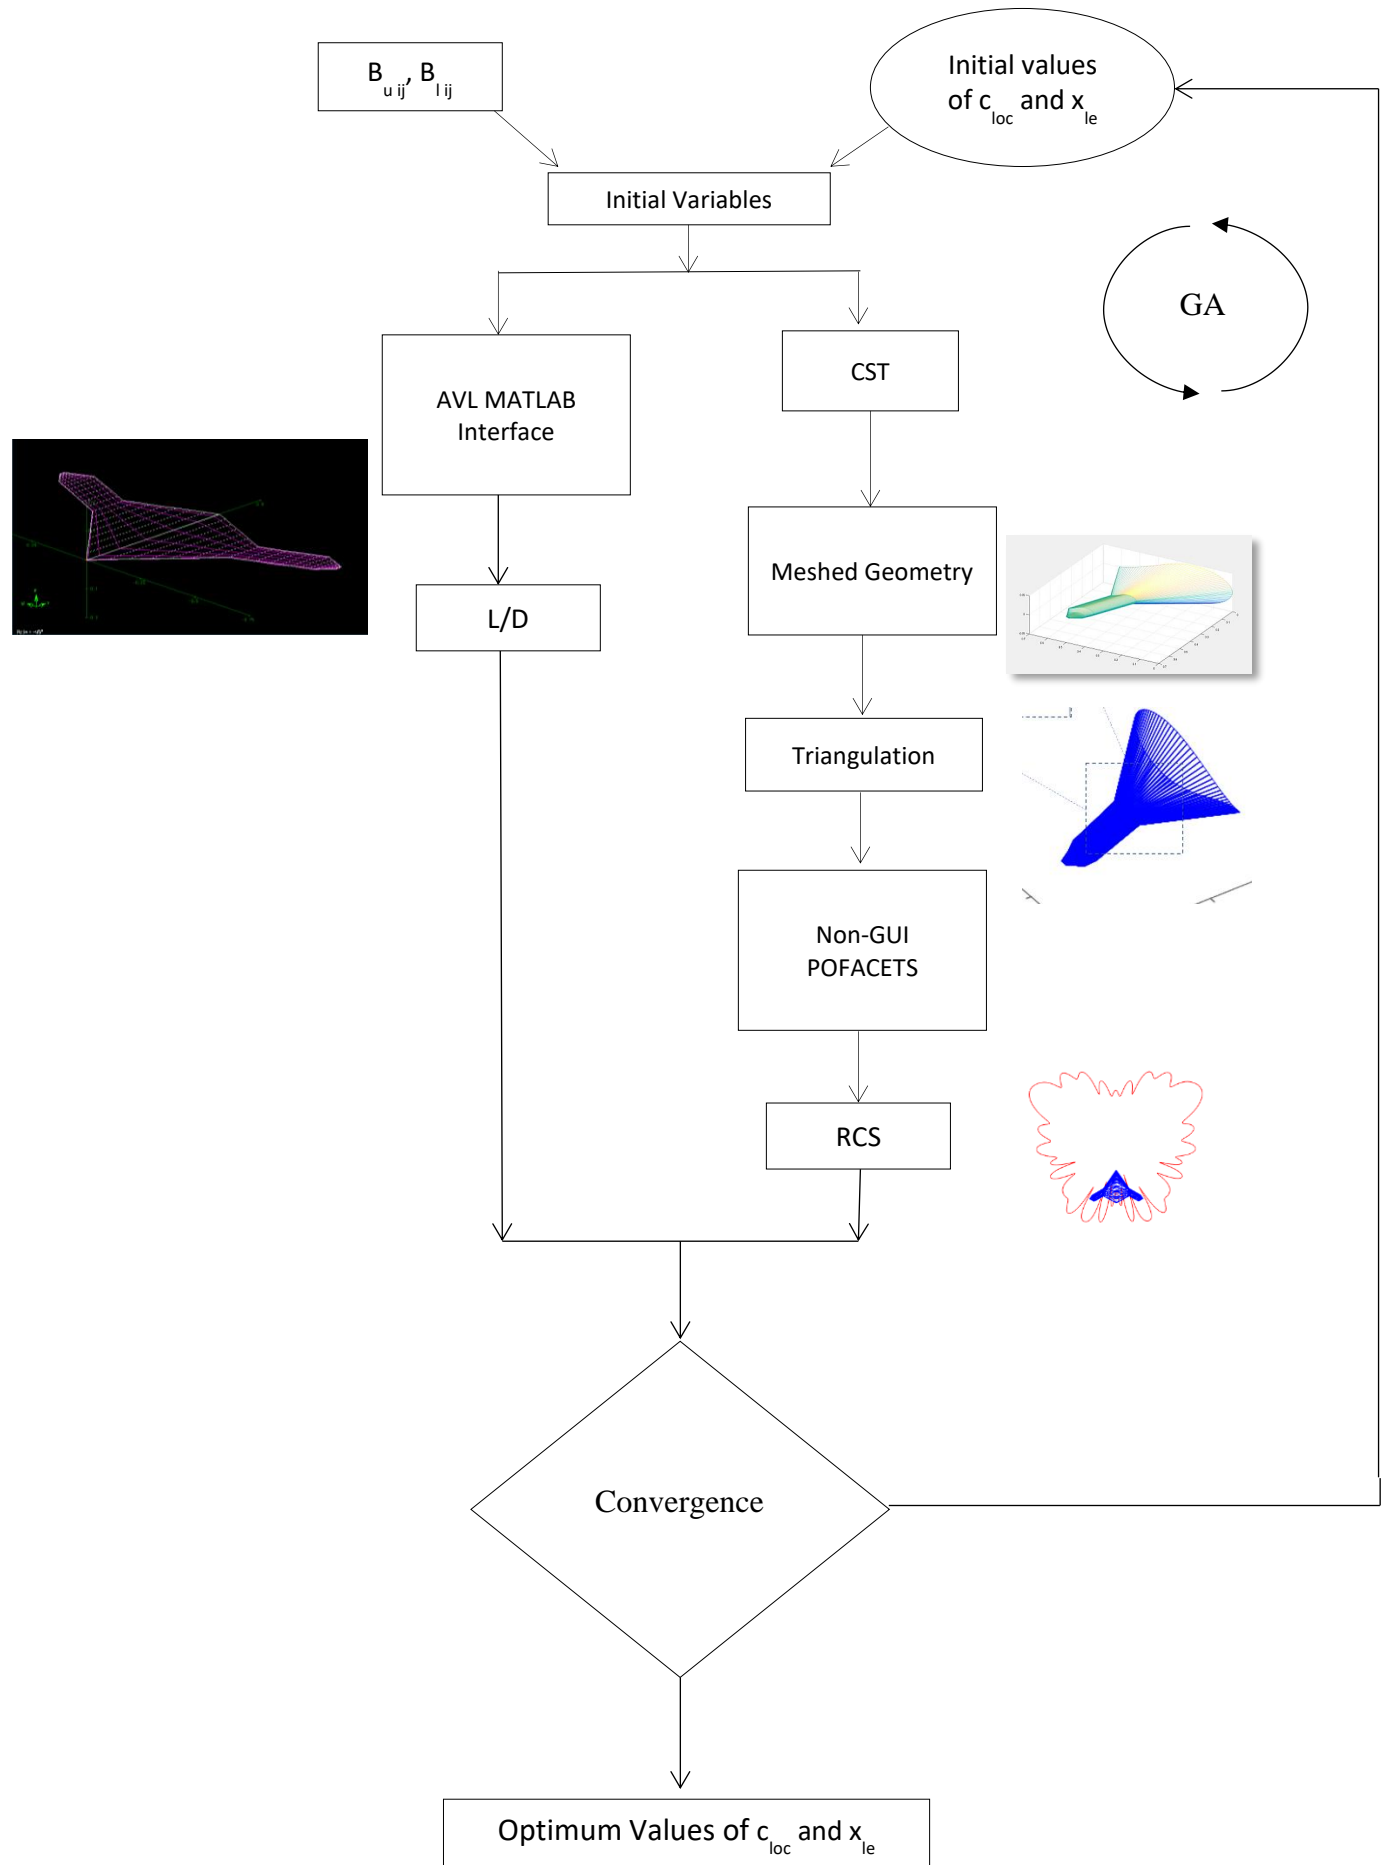 B u ij, B l ij
Initial values
of c loc and x le
Initial Variables
GA
AVL MATLAB
Interface
CST
L/D
Meshed Geometry
Triangulation
Non-GUI
POFACETS
RCS
Convergence
Optimum Values of c loc and x le